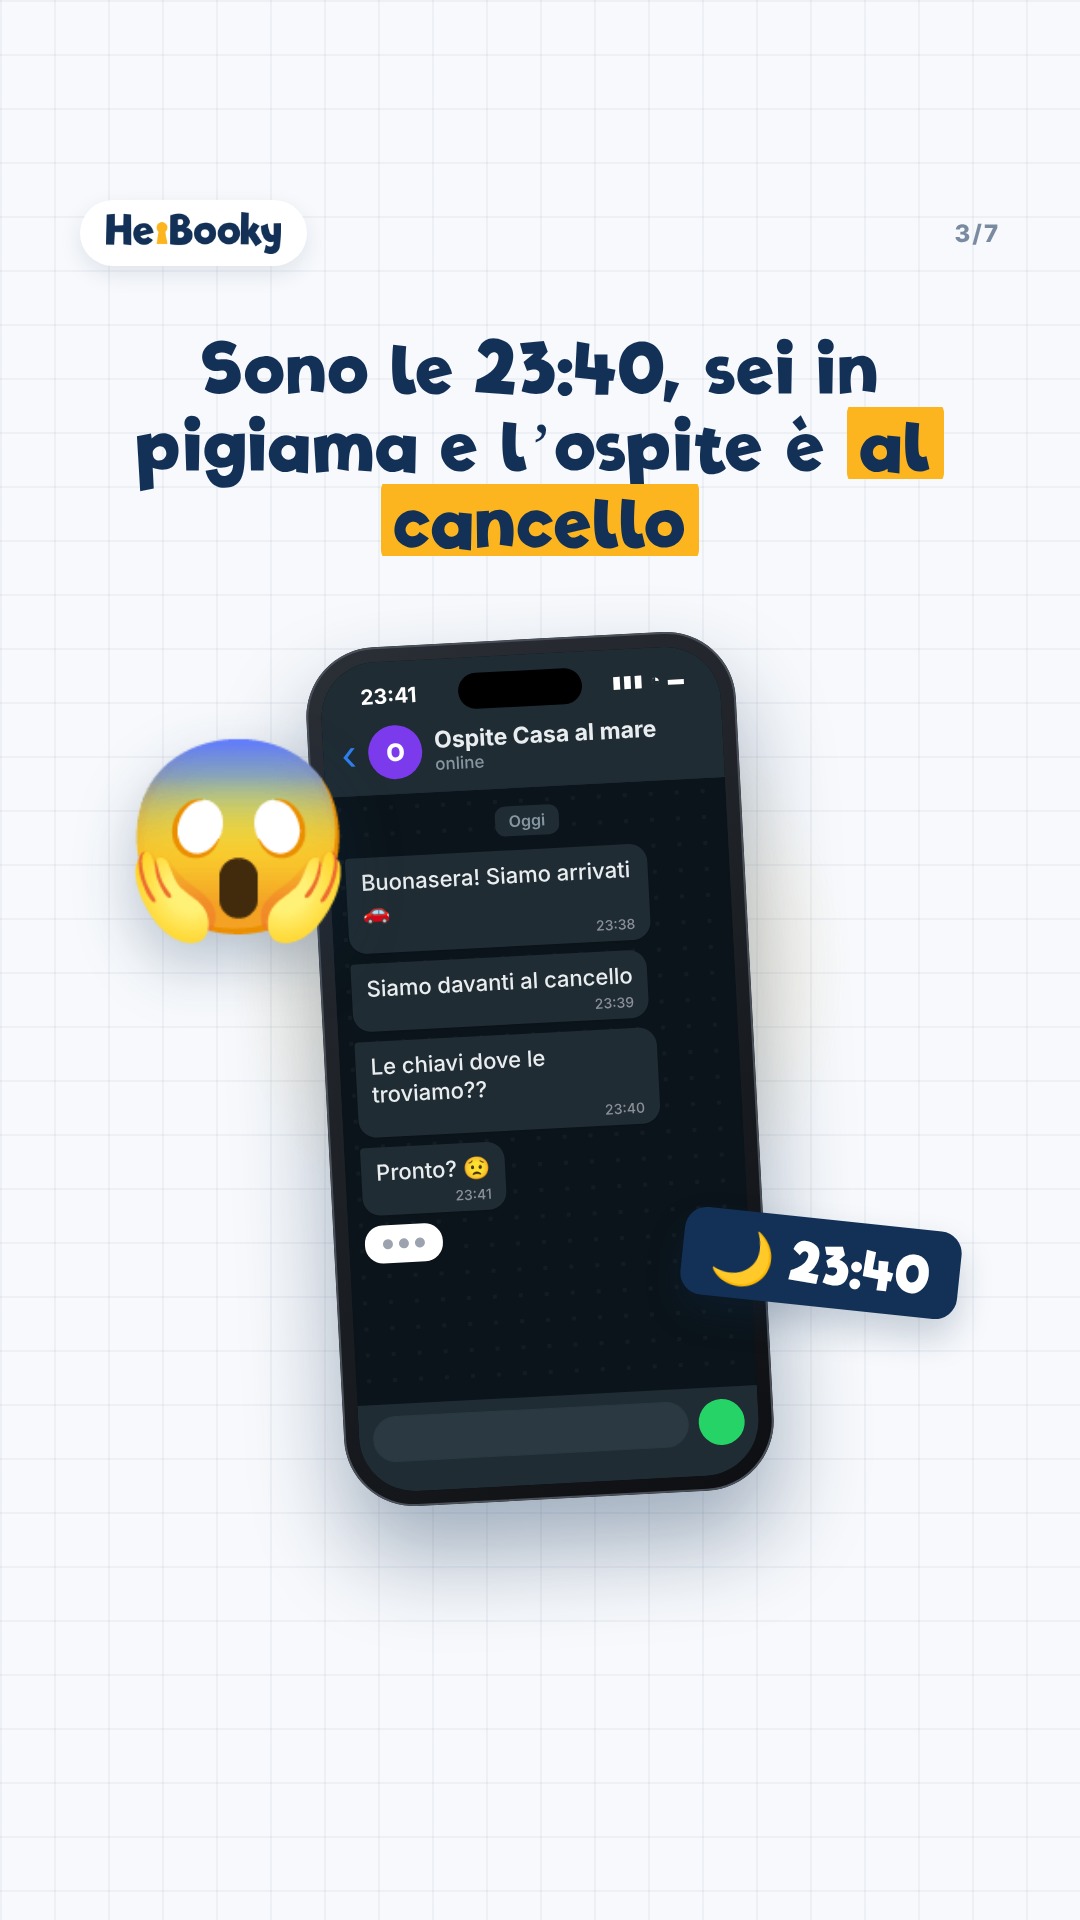 HeiBooky
3/7
Sono le 23:40, sei in
pigiama e l’ospite è al
cancello
23:41
O
Ospite Casa al mare
online
Oggi
Buonasera! Siamo arrivati
🚗
23:38
Siamo davanti al cancello
23:39
Le chiavi dove le
troviamo??
23:40
Pronto? 😟
23:41
🌙 23:40